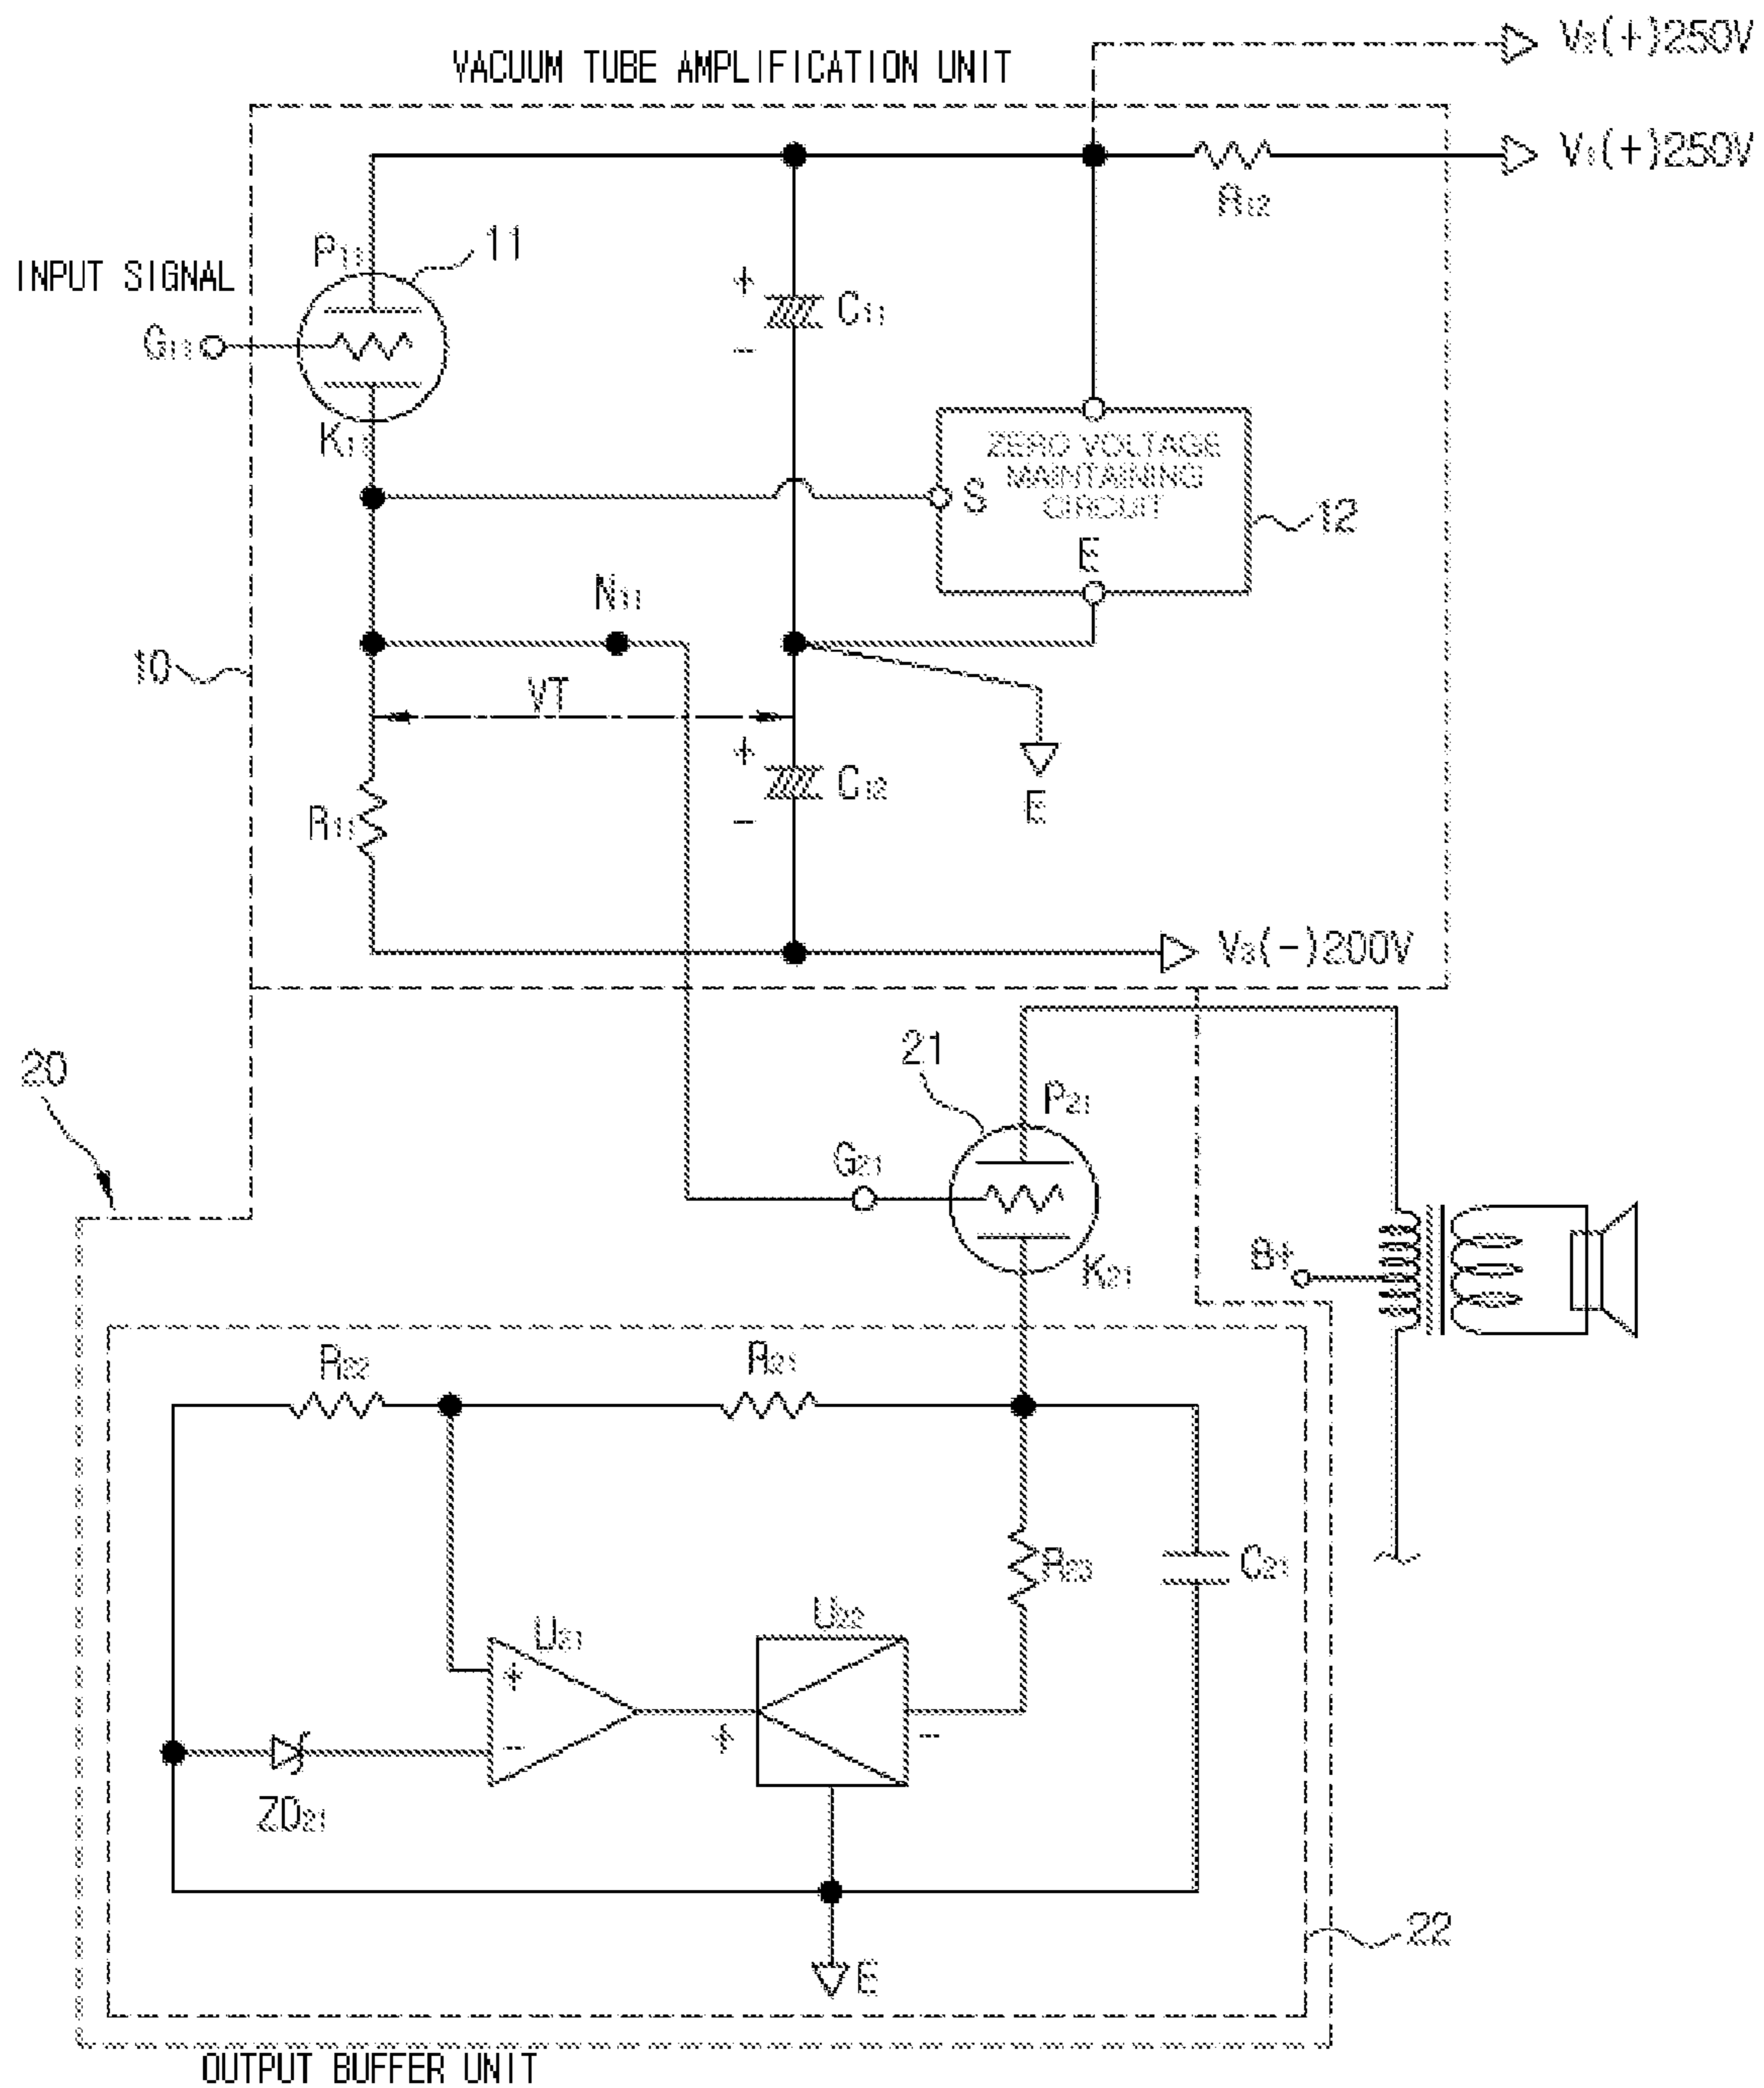 V₂(+)250V
VACUUM TUBE AMPLIFICATION UNIT
V₁(+)250V
R₁₂
P₁₁
11
INPUT SIGNAL
G₁₁
+
C₁₁
-
K₁₁
ZERO VOLTAGE
MAINTAINING
CIRCUIT
S
12
E
N₁₁
10
VT
+
C₁₂
-
E
R₁₁
V₃(-)200V
21
20
P₂₁
G₂₁
K₂₁
B+
R₂₂
R₂₁
R₂₃
C₂₁
U₂₁
U₂₂
+
-
+
-
ZD₂₁
22
E
OUTPUT BUFFER UNIT